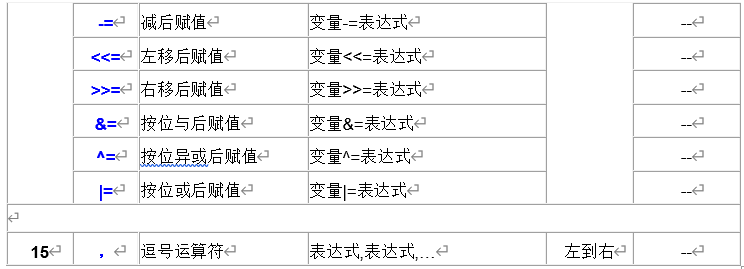 -= 减后赋值 变量-=表达式 --
<<= 左移后赋值 变量<<=表达式 --
>>= 右移后赋值 变量>>=表达式 --
&= 按位与后赋值 变量&=表达式 --
^= 按位异或后赋值 变量^=表达式 --
|= 按位或后赋值 变量|=表达式 --
15 ， 逗号运算符 表达式,表达式,… 左到右 --